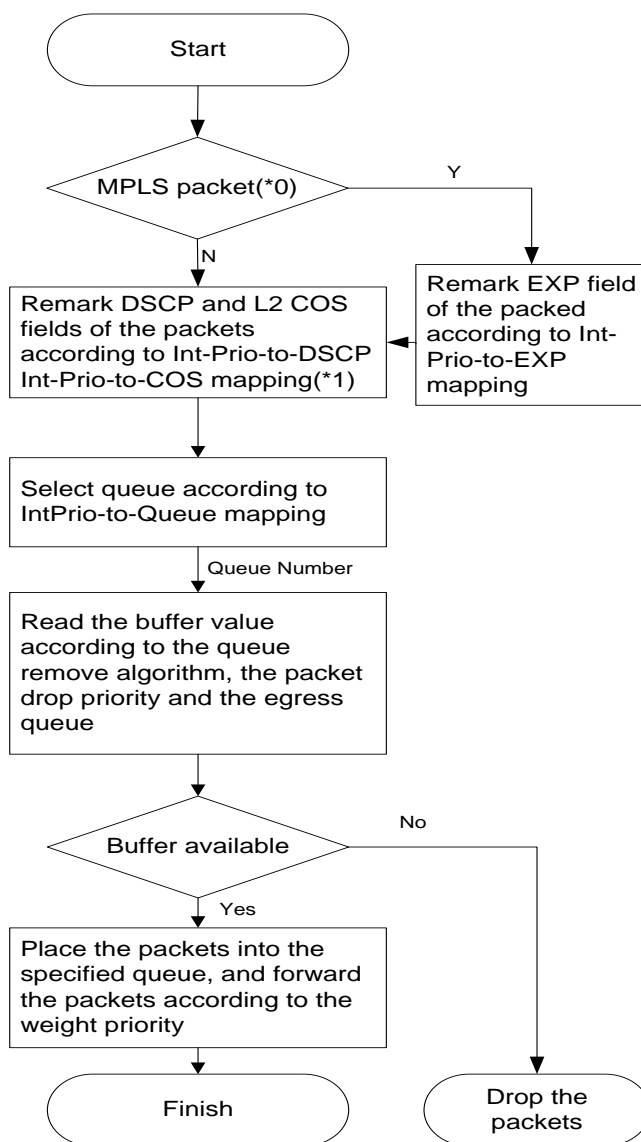 Start
MPLS packet(*0)
Y
N
Remark DSCP and L2 COS
fields of the packets
according to Int-Prio-to-DSCP
Int-Prio-to-COS mapping(*1)
Remark EXP field
of the packed
according to Int-
Prio-to-EXP
mapping
Select queue according to
IntPrio-to-Queue mapping
Queue Number
Read the buffer value
according to the queue
remove algorithm, the packet
drop priority and the egress
queue
Buffer available
No
Yes
Place the packets into the
specified queue, and forward
the packets according to the
weight priority
Finish
Drop the
packets